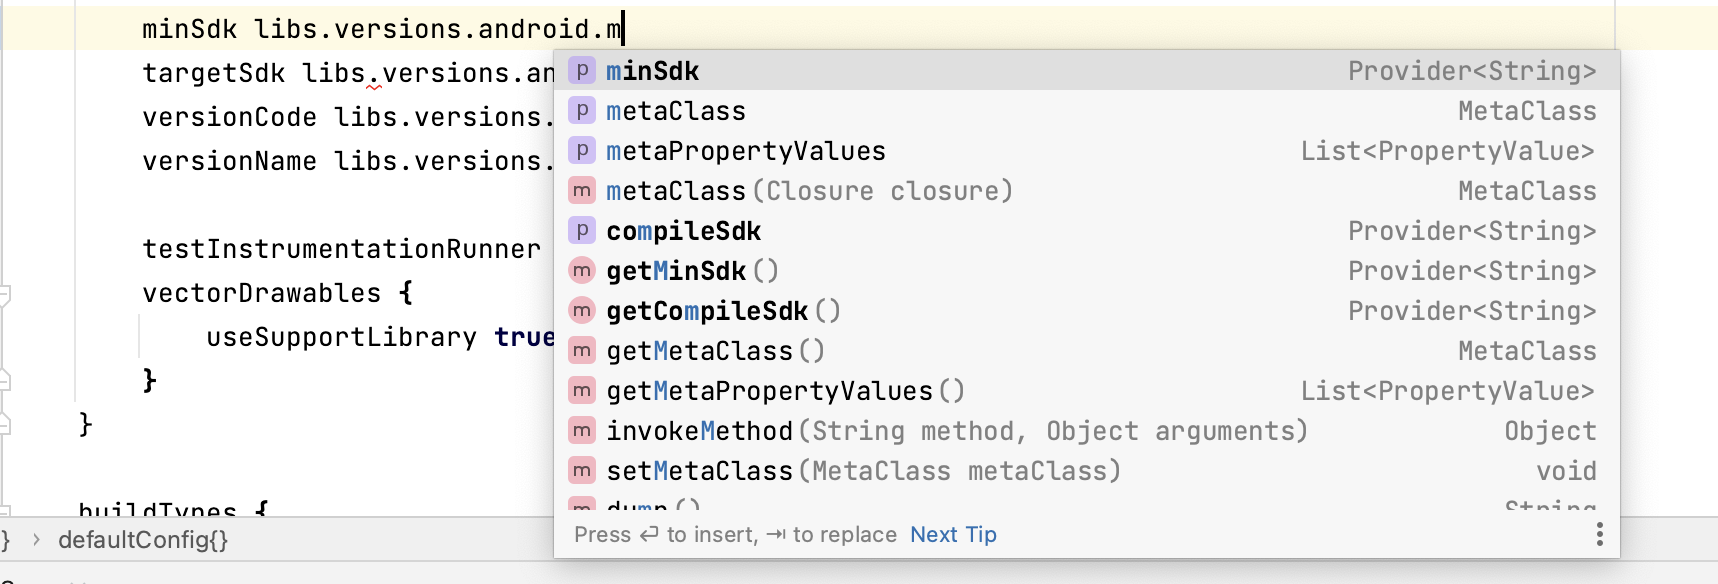 minSdk libs.versions.android.m
targetSdk libs.versions.an
versionCode libs.versions.
versionName libs.versions.
testInstrumentationRunner
vectorDrawables {
useSupportLibrary true
}
}
buildTypes {
p minSdk Provider<String>
p metaClass MetaClass
p metaPropertyValues List<PropertyValue>
m metaClass(Closure closure) MetaClass
p compileSdk Provider<String>
m getMinSdk() Provider<String>
m getCompileSdk() Provider<String>
m getMetaClass() MetaClass
m getMetaPropertyValues() List<PropertyValue>
m invokeMethod(String method, Object arguments) Object
m setMetaClass(MetaClass metaClass) void
m dump() String
Press ↵ to insert, ⇥ to replace Next Tip
} › defaultConfig{}